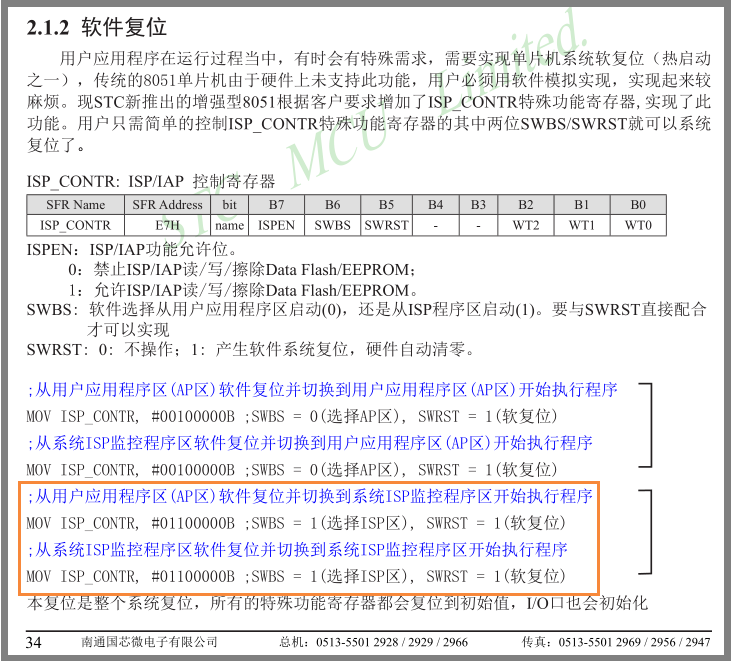 2.1.2 软件复位
用户应用程序在运行过程当中，有时会有特殊需求，需要实现单片机系统软复位（热启动
之一），传统的8051单片机由于硬件上未支持此功能，用户必须用软件模拟实现，实现起来较
麻烦。现STC新推出的增强型8051根据客户要求增加了ISP_CONTR特殊功能寄存器,实现了此
功能。用户只需简单的控制ISP_CONTR特殊功能寄存器的其中两位SWBS/SWRST就可以系统
复位了。
STC MCU Limited.
ISP_CONTR: ISP/IAP 控制寄存器
SFR Name SFR Address bit B7 B6 B5 B4 B3 B2 B1 B0
ISP_CONTR E7H name ISPEN SWBS SWRST - - WT2 WT1 WT0
ISPEN：ISP/IAP功能允许位。
0：禁止ISP/IAP读/写/擦除Data Flash/EEPROM；
1：允许ISP/IAP读/写/擦除Data Flash/EEPROM。
SWBS：软件选择从用户应用程序区启动(0)，还是从ISP程序区启动(1)。要与SWRST直接配合
才可以实现
SWRST: 0：不操作；1：产生软件系统复位，硬件自动清零。
;从用户应用程序区(AP区)软件复位并切换到用户应用程序区(AP区)开始执行程序
MOV ISP_CONTR, #00100000B ;SWBS = 0(选择AP区), SWRST = 1(软复位)
;从系统ISP监控程序区软件复位并切换到用户应用程序区(AP区)开始执行程序
MOV ISP_CONTR, #00100000B ;SWBS = 0(选择AP区), SWRST = 1(软复位)
;从用户应用程序区(AP区)软件复位并切换到系统ISP监控程序区开始执行程序
MOV ISP_CONTR, #01100000B ;SWBS = 1(选择ISP区), SWRST = 1(软复位)
;从系统ISP监控程序区软件复位并切换到系统ISP监控程序区开始执行程序
MOV ISP_CONTR, #01100000B ;SWBS = 1(选择ISP区), SWRST = 1(软复位)
本复位是整个系统复位，所有的特殊功能寄存器都会复位到初始值，I/O口也会初始化
34 南通国芯微电子有限公司 总机：0513-5501 2928 / 2929 / 2966 传真：0513-5501 2969 / 2956 / 2947